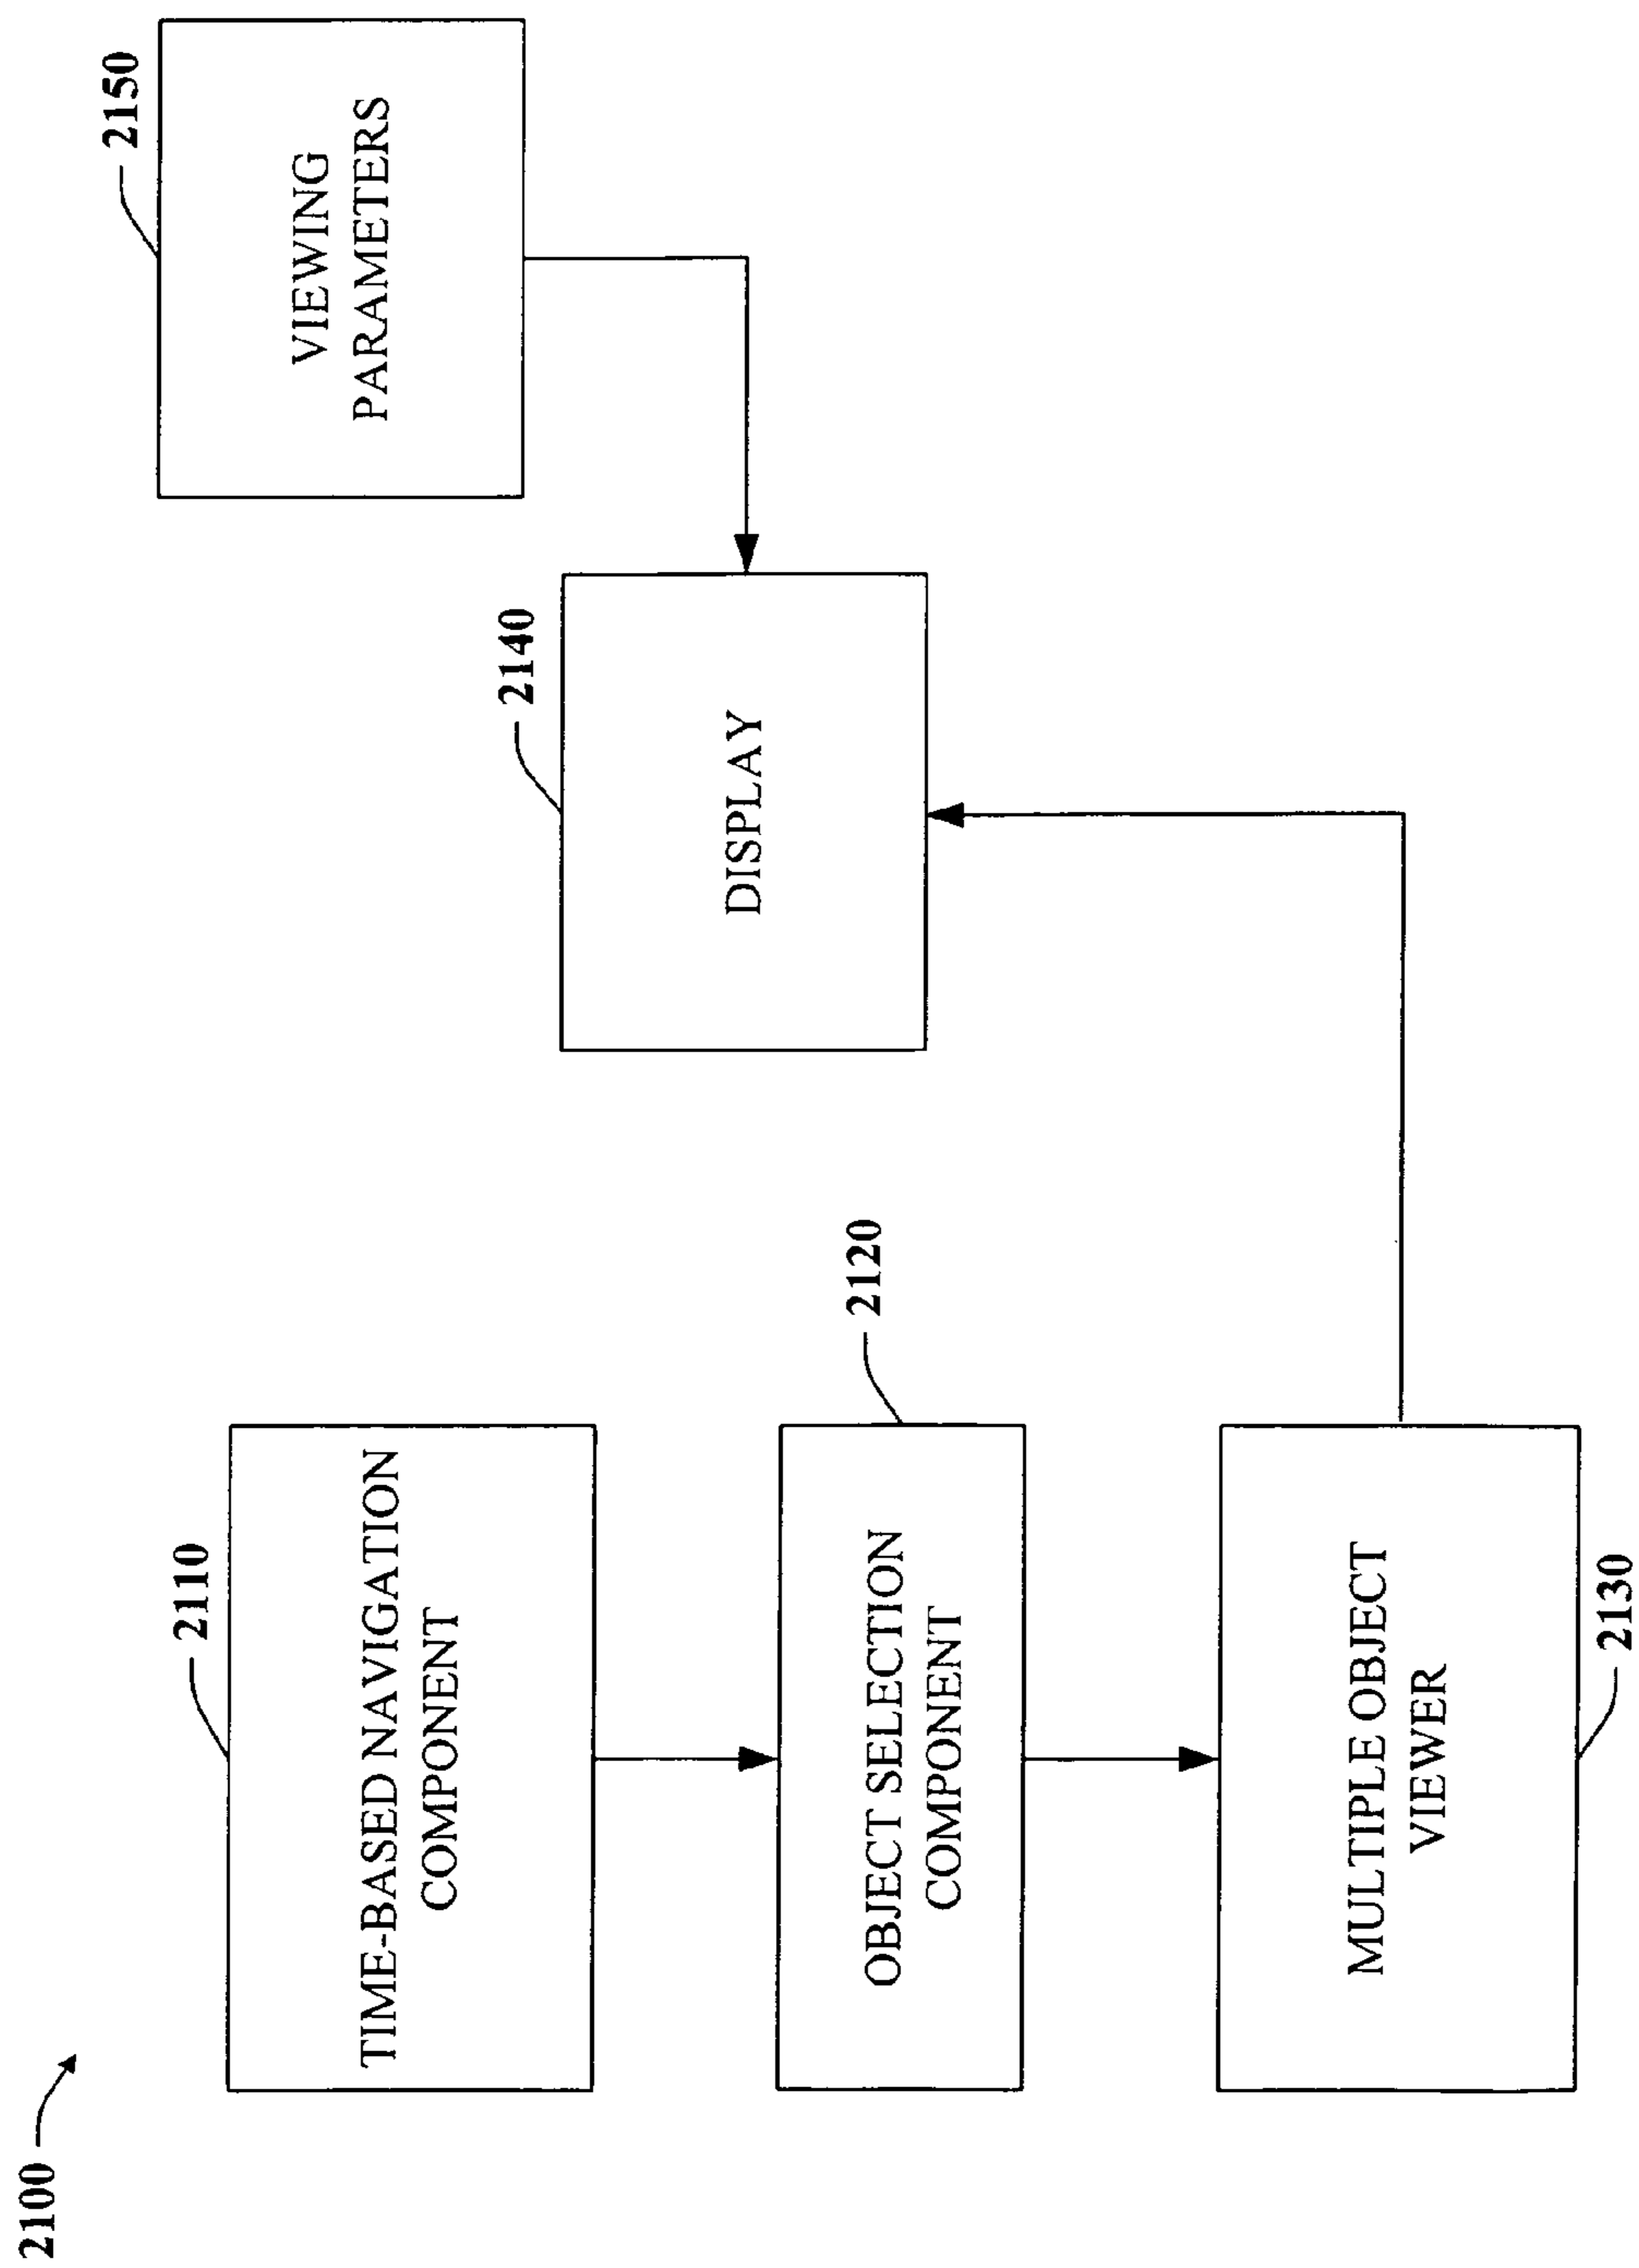 2100
2110
TIME-BASED NAVIGATION
COMPONENT
2120
OBJECT SELECTION
COMPONENT
MULTIPLE OBJECT
VIEWER
2130
2140
DISPLAY
2150
VIEWING
PARAMETERS